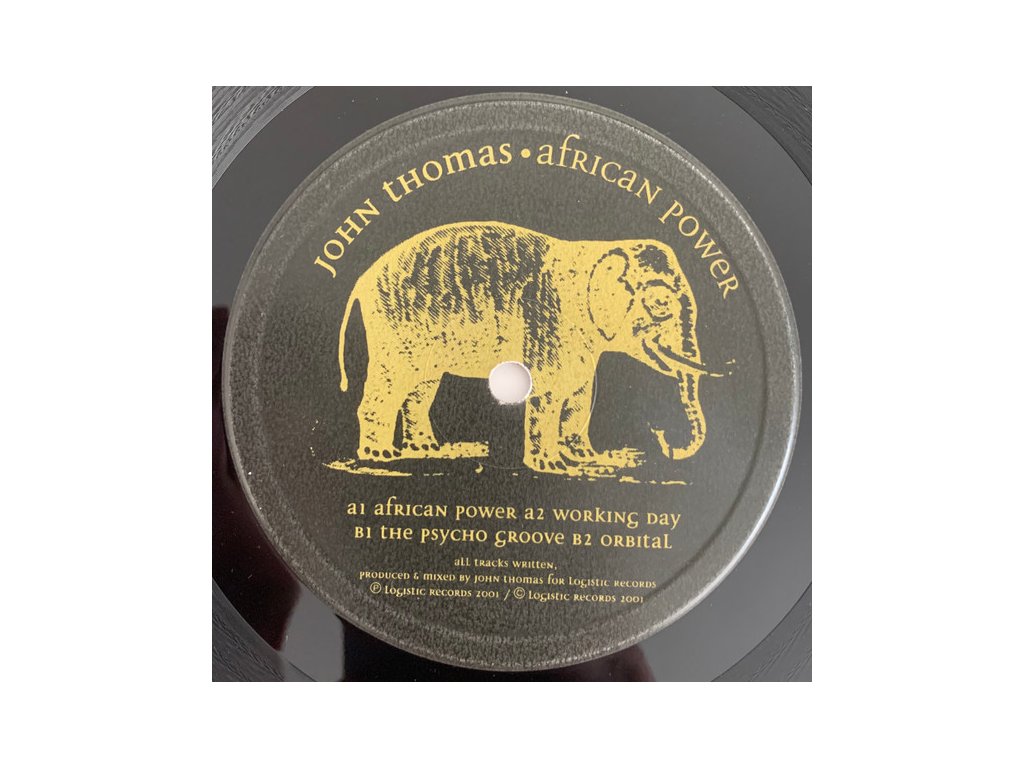 JOHN THOMAS • AFRICAN POWER
A1 AFRICAN POWER A2 WORKING DAY
B1 THE PSYCHO GROOVE B2 ORBITAL
ALL TRACKS WRITTEN,
PRODUCED & MIXED BY JOHN THOMAS FOR LOGISTIC RECORDS
℗ LOGISTIC RECORDS 2001 / © LOGISTIC RECORDS 2001